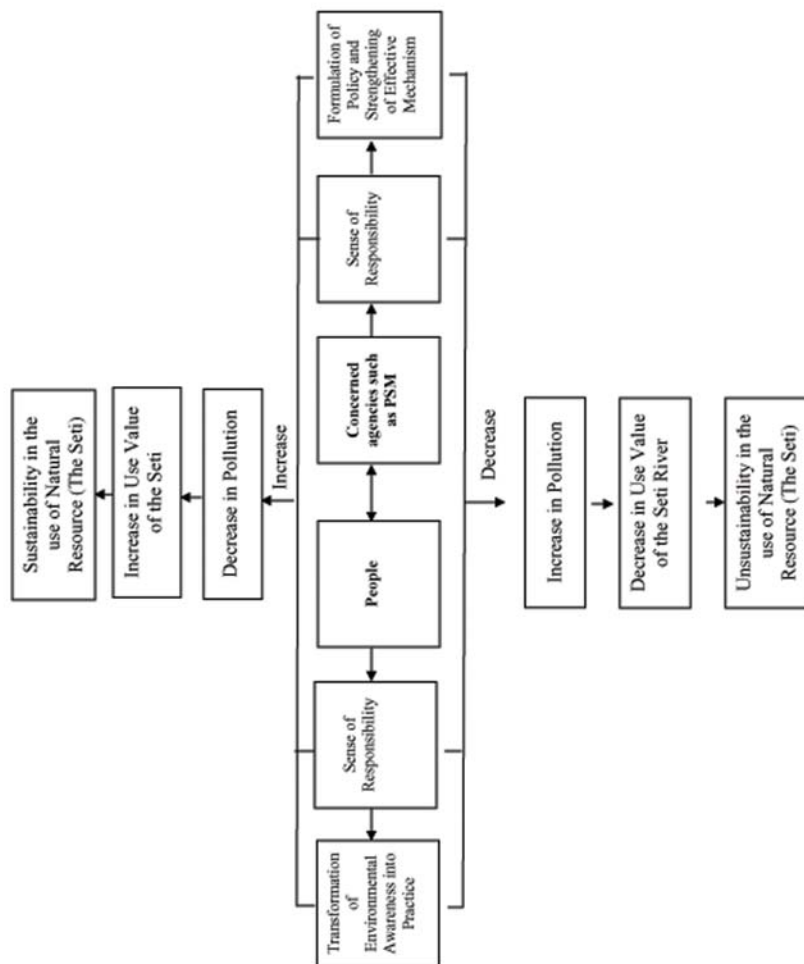 Sustainability in the
use of Natural
Resource (The Seti)
Increase in Use Value
of the Seti
Decrease in Pollution
Increase
Transformation
of
Environmental
Awareness into
Practice
Sense of
Responsibility
People
Concerned
agencies such
as PSM
Sense of
Responsibility
Formulation of
Policy and
Strengthening
of Effective
Mechanism
Decrease
Increase in Pollution
Decrease in Use Value
of the Seti River
Unsustainability in the
use of Natural
Resource (The Seti)